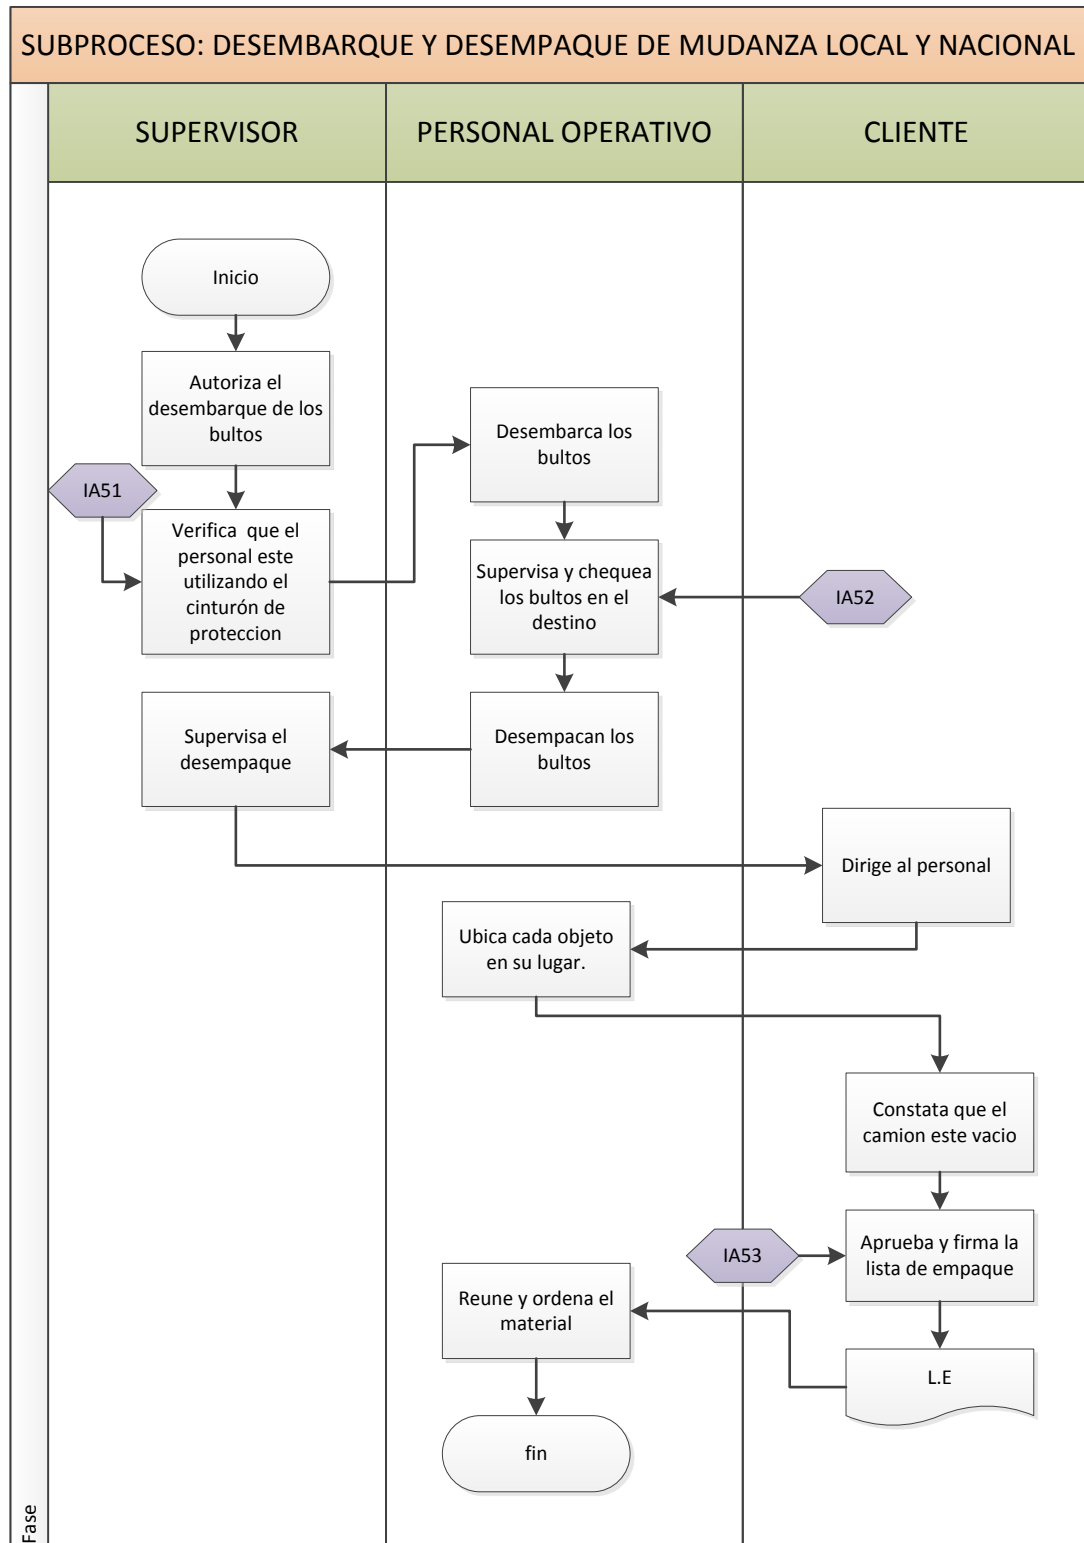 SUBPROCESO: DESEMBARQUE Y DESEMPAQUE DE MUDANZA LOCAL Y NACIONAL
SUPERVISOR
PERSONAL OPERATIVO
CLIENTE
Inicio
Autoriza el
desembarque de los
bultos
IA51
Verifica que el
personal este
utilizando el
cinturón de
proteccion
Desembarca los
bultos
Supervisa y chequea
los bultos en el
destino
IA52
Desempacan los
bultos
Supervisa el
desempaque
Dirige al personal
Ubica cada objeto
en su lugar.
Constata que el
camion este vacio
IA53
Aprueba y firma la
lista de empaque
L.E
Reune y ordena el
material
fin
Fase